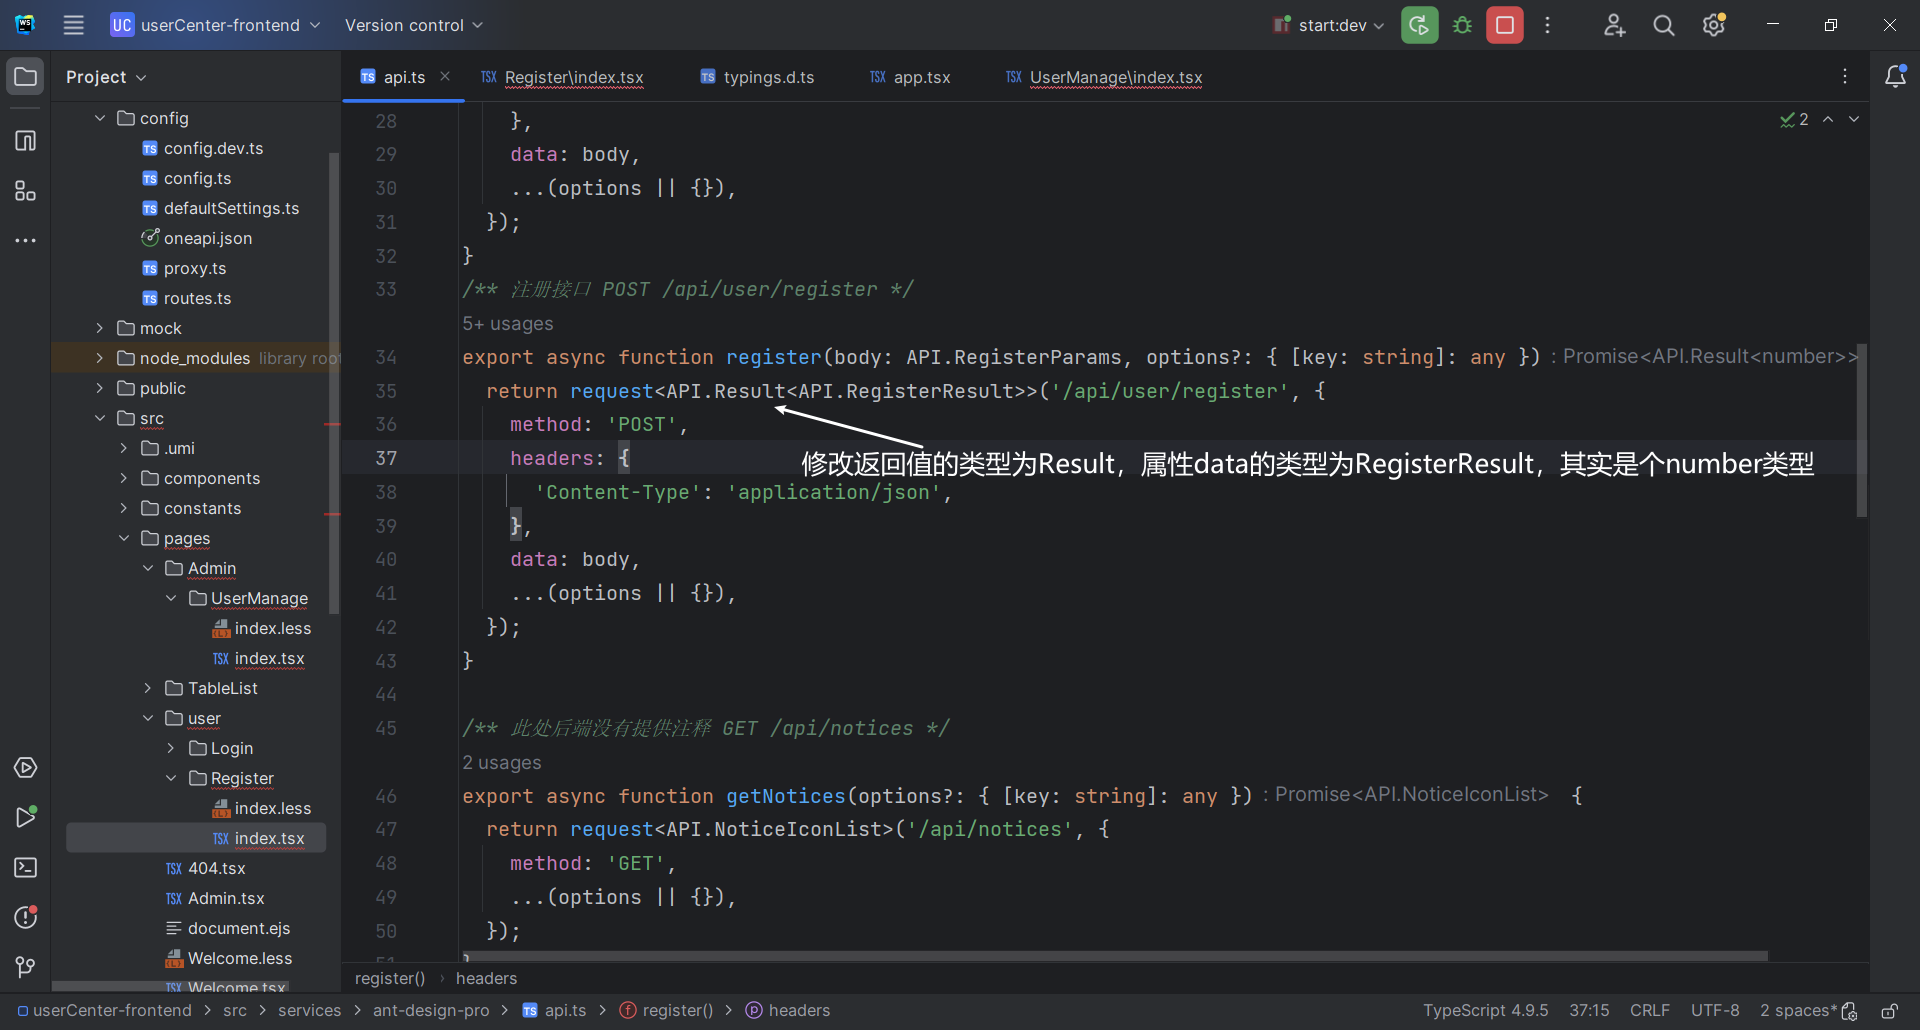 UC userCenter-frontend Version control start:dev
Project
api.ts
Register\index.tsx
typings.d.ts
app.tsx
UserManage\index.tsx
config
config.dev.ts
config.ts
defaultSettings.ts
oneapi.json
proxy.ts
routes.ts
mock
node_modules library root
public
src
.umi
components
constants
pages
Admin
UserManage
index.less
index.tsx
TableList
user
Login
Register
index.less
index.tsx
404.tsx
Admin.tsx
document.ejs
Welcome.less
Welcome.tsx
2
28 },
29 data: body,
30 ...(options || {}),
31 });
32 }
33 /** 注册接口 POST /api/user/register */
5+ usages
34 export async function register(body: API.RegisterParams, options?: { [key: string]: any }) : Promise<API.Result<number>>
35 return request<API.Result<API.RegisterResult>>('/api/user/register', {
36 method: 'POST',
37 headers: {
修改返回值的类型为Result，属性data的类型为RegisterResult，其实是个number类型
38 'Content-Type': 'application/json',
39 },
40 data: body,
41 ...(options || {}),
42 });
43 }
44
45 /** 此处后端没有提供注释 GET /api/notices */
2 usages
46 export async function getNotices(options?: { [key: string]: any }) : Promise<API.NoticeIconList> {
47 return request<API.NoticeIconList>('/api/notices', {
48 method: 'GET',
49 ...(options || {}),
50 });
51 }
register() headers
userCenter-frontend src services ant-design-pro api.ts register() headers
TypeScript 4.9.5 37:15 CRLF UTF-8 2 spaces*